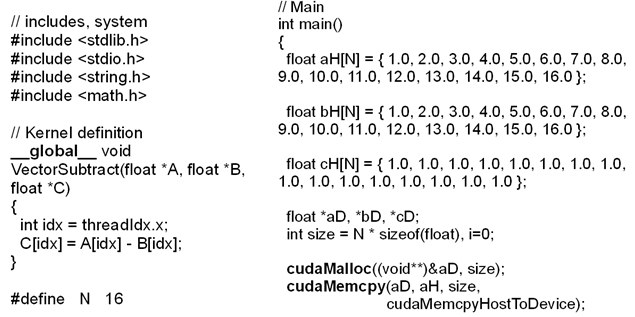 // includes, system
#include <stdlib.h>
#include <stdio.h>
#include <string.h>
#include <math.h>
// Kernel definition
__global__ void
VectorSubtract(float *A, float *B,
float *C)
{
int idx = threadIdx.x;
C[idx] = A[idx] - B[idx];
}
#define N 16
// Main
int main()
{
float aH[N] = { 1.0, 2.0, 3.0, 4.0, 5.0, 6.0, 7.0, 8.0,
9.0, 10.0, 11.0, 12.0, 13.0, 14.0, 15.0, 16.0 };
float bH[N] = { 1.0, 2.0, 3.0, 4.0, 5.0, 6.0, 7.0, 8.0,
9.0, 10.0, 11.0, 12.0, 13.0, 14.0, 15.0, 16.0 };
float cH[N] = { 1.0, 1.0, 1.0, 1.0, 1.0, 1.0, 1.0,
1.0, 1.0, 1.0, 1.0, 1.0, 1.0, 1.0, 1.0 };
float *aD, *bD, *cD;
int size = N * sizeof(float), i=0;
cudaMalloc((void**)&aD, size);
cudaMemcpy(aD, aH, size,
cudaMemcpyHostToDevice);